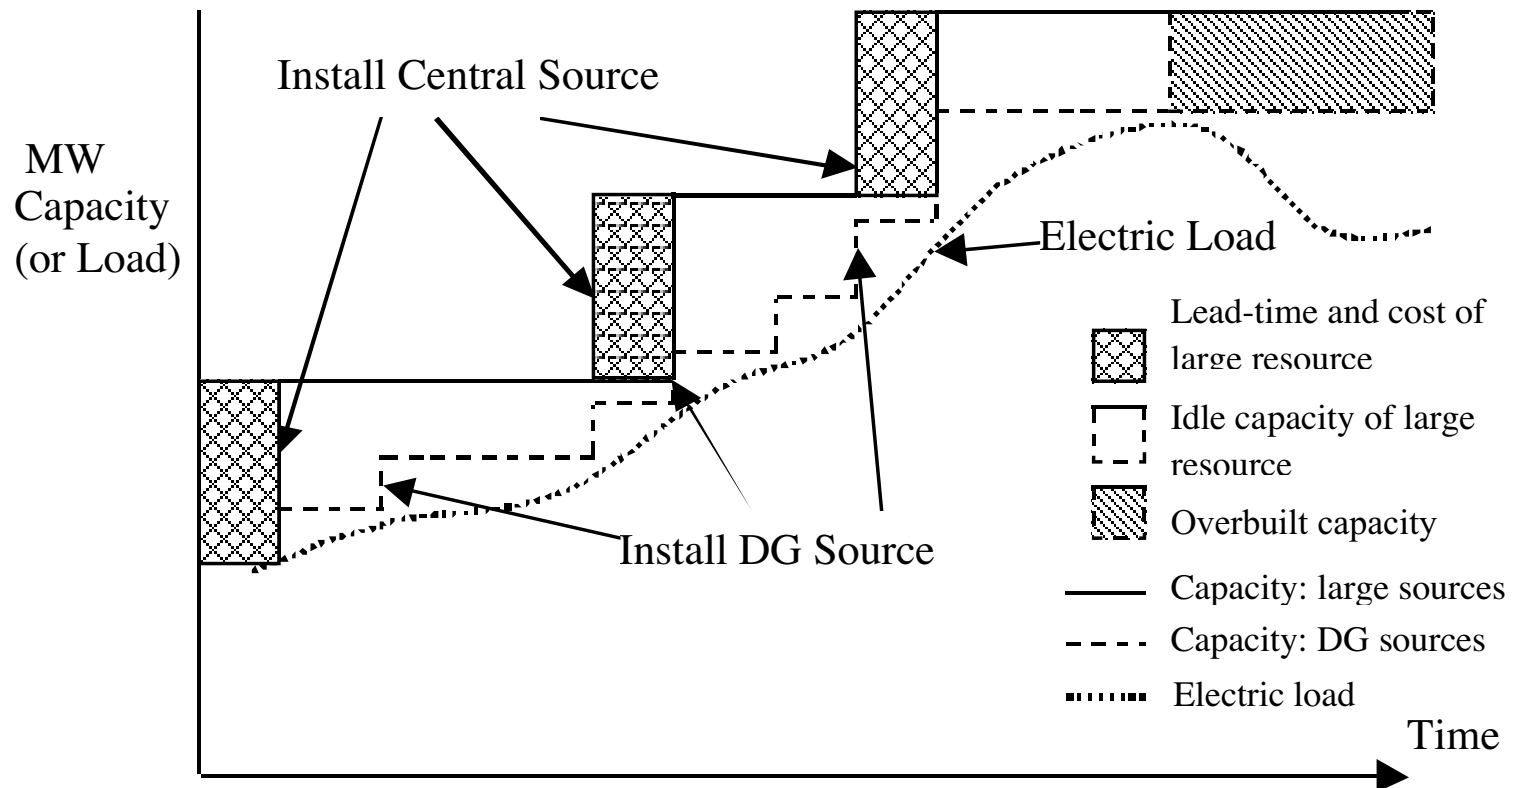 Install Central Source
MW
Capacity
(or Load)
Electric Load
Lead-time and cost of
large resource
Idle capacity of large
resource
Install DG Source
Overbuilt capacity
Capacity: large sources
Capacity: DG sources
Electric load
Time